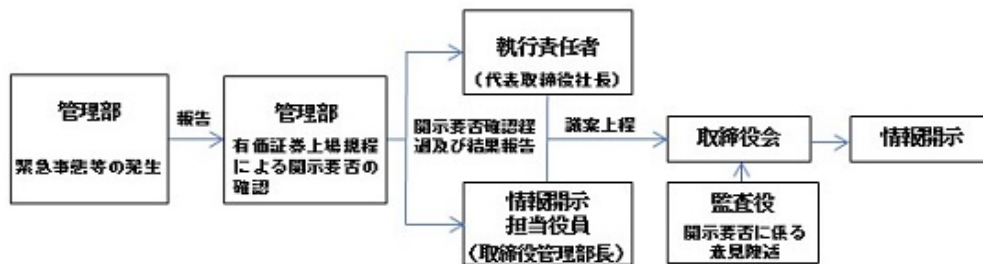 管理部
緊急事態等の発生
報告
管理部
有価証券上場規程
による開示要否の
確認
開示要否確認経
過及び結果報告
執行責任者
(代表取締役社長)
情報開示
担当役員
(取締役管理部長)
議案上程
取締役会
監査役
開示要否に係る
意見陳述
情報開示